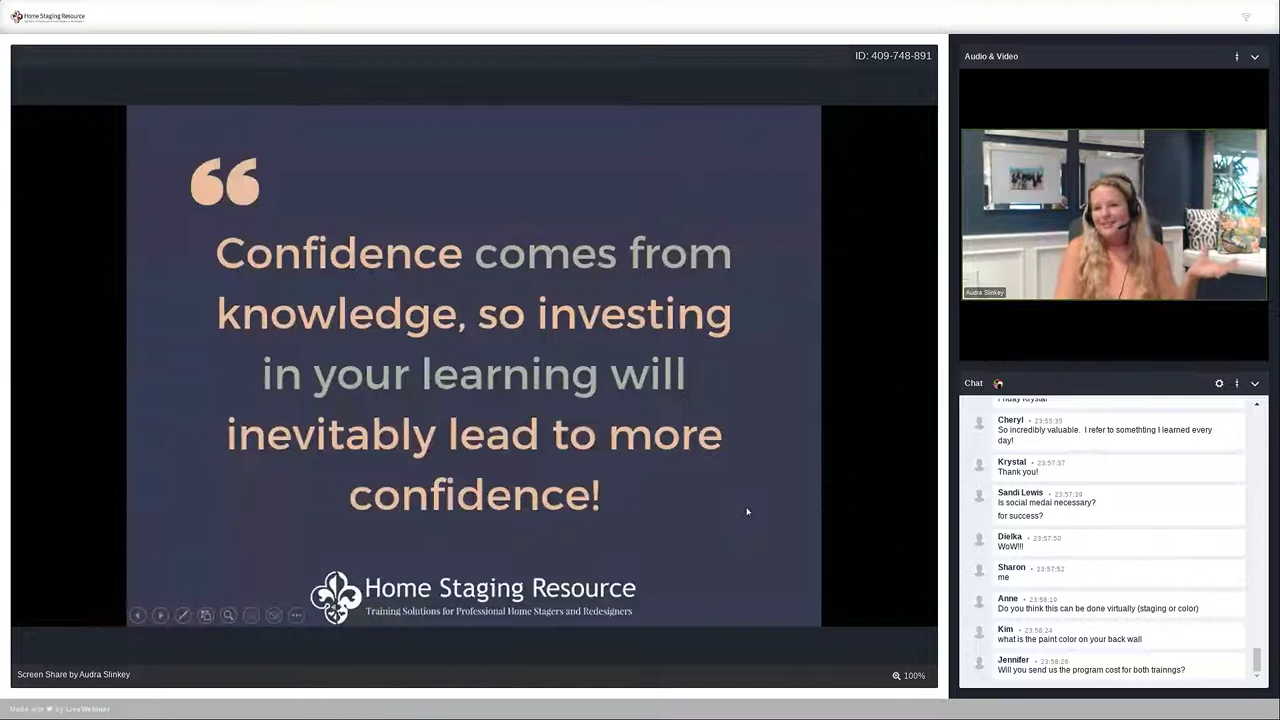 Home Staging Resource
ID: 409-748-891
“
Confidence comes from
knowledge, so investing
in your learning will
inevitably lead to more
confidence!
Home Staging Resource
Training Solutions for Professional Home Stagers and Redesigners
Screen Share by Audra Slinkey
100%
Audio & Video
Audra Slinkey
Chat
Friday Krystal
Cheryl • 23:55:35
So incredibly valuable. I refer to somethting I learned every
day!
Krystal • 23:57:37
Thank you!
Sandi Lewis • 23:57:39
Is social medai necessary?
for success?
Dielka • 23:57:50
WoW!!!
Sharon • 23:57:52
me
Anne • 23:58:19
Do you think this can be done virtually (staging or color)
Kim • 23:58:24
what is the paint color on your back wall
Jennifer • 23:58:26
Will you send us the program cost for both trainngs?
Made with ♥ by LiveWebinar